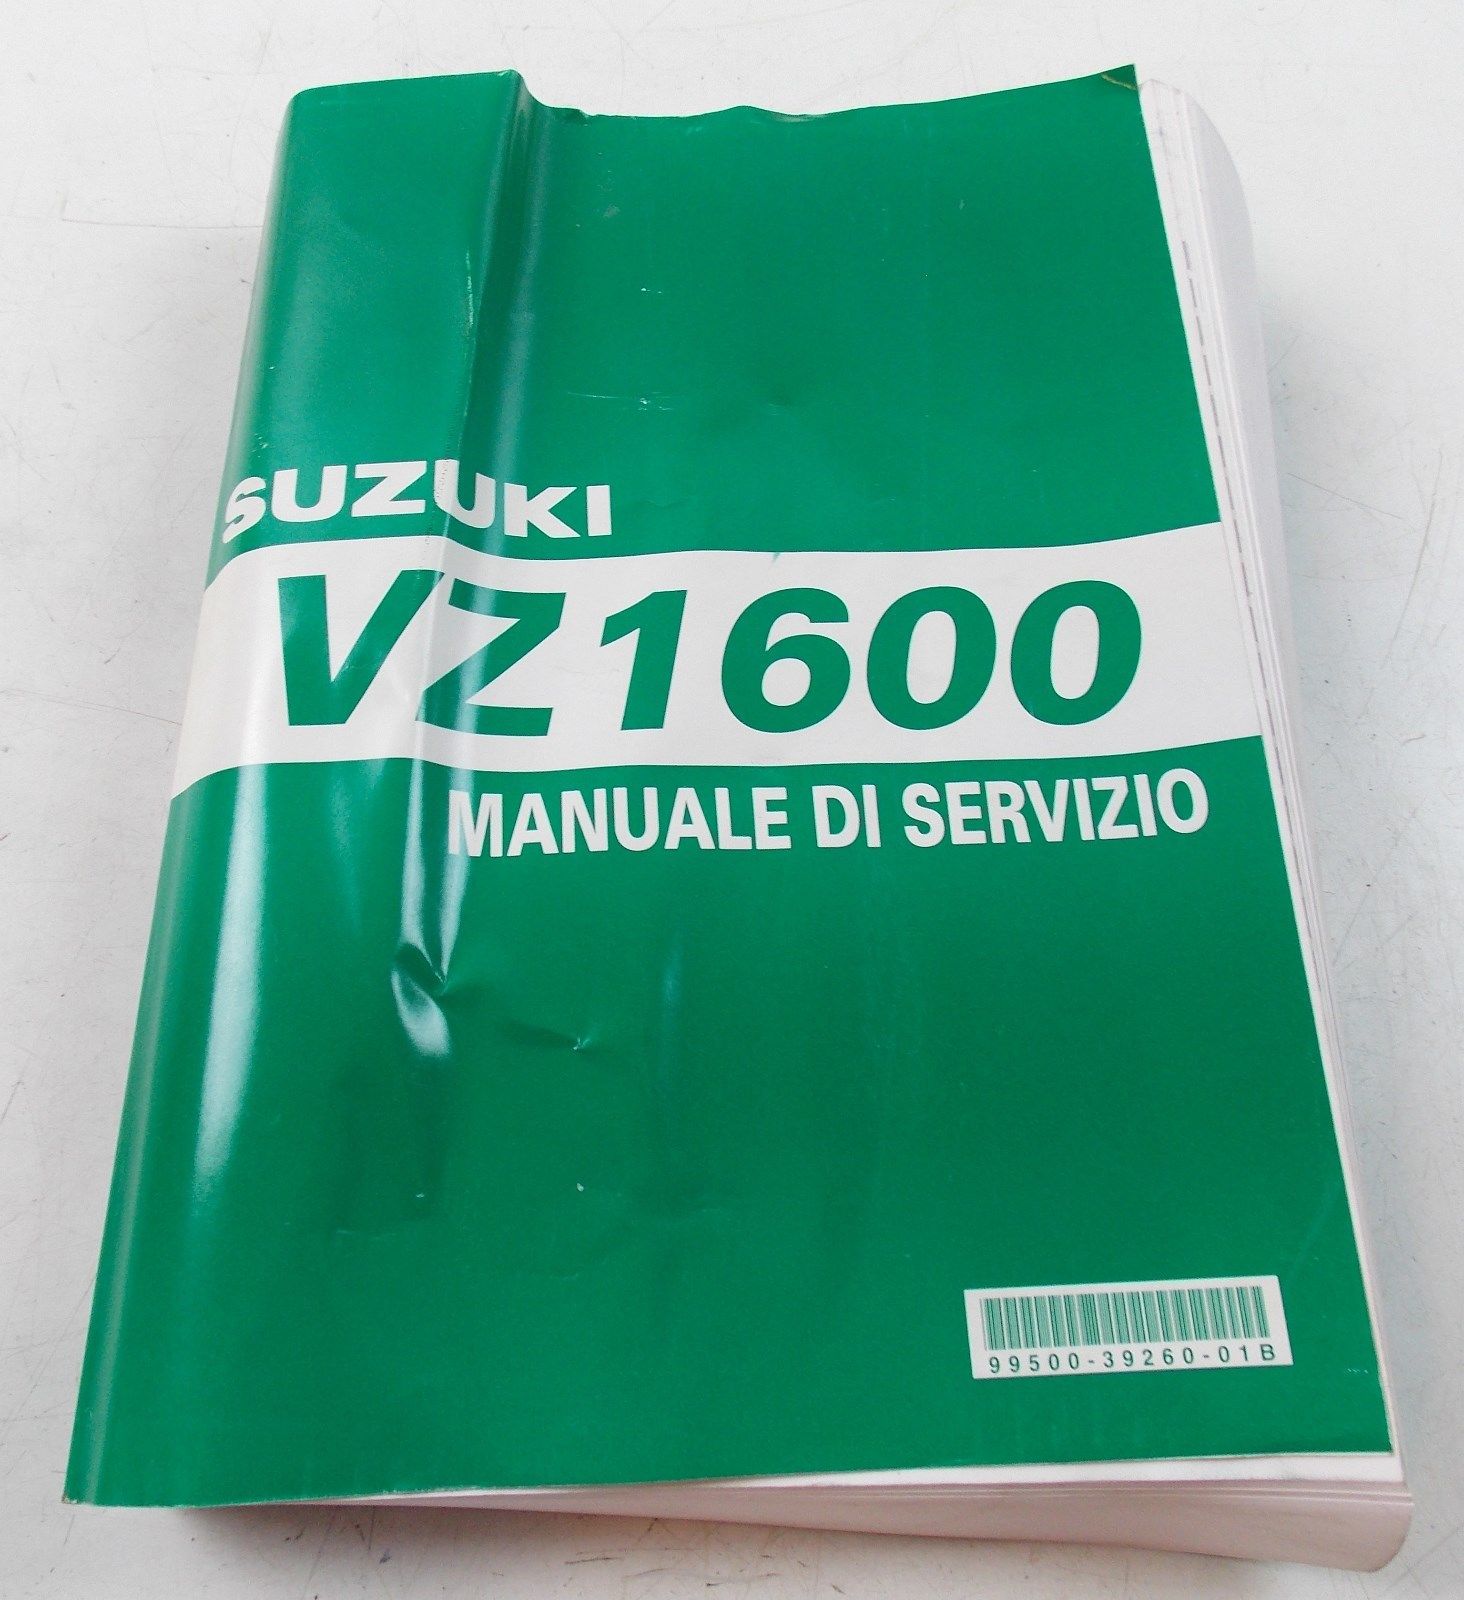 SUZUKI
VZ1600
MANUALE DI SERVIZIO
99500-39260-01B